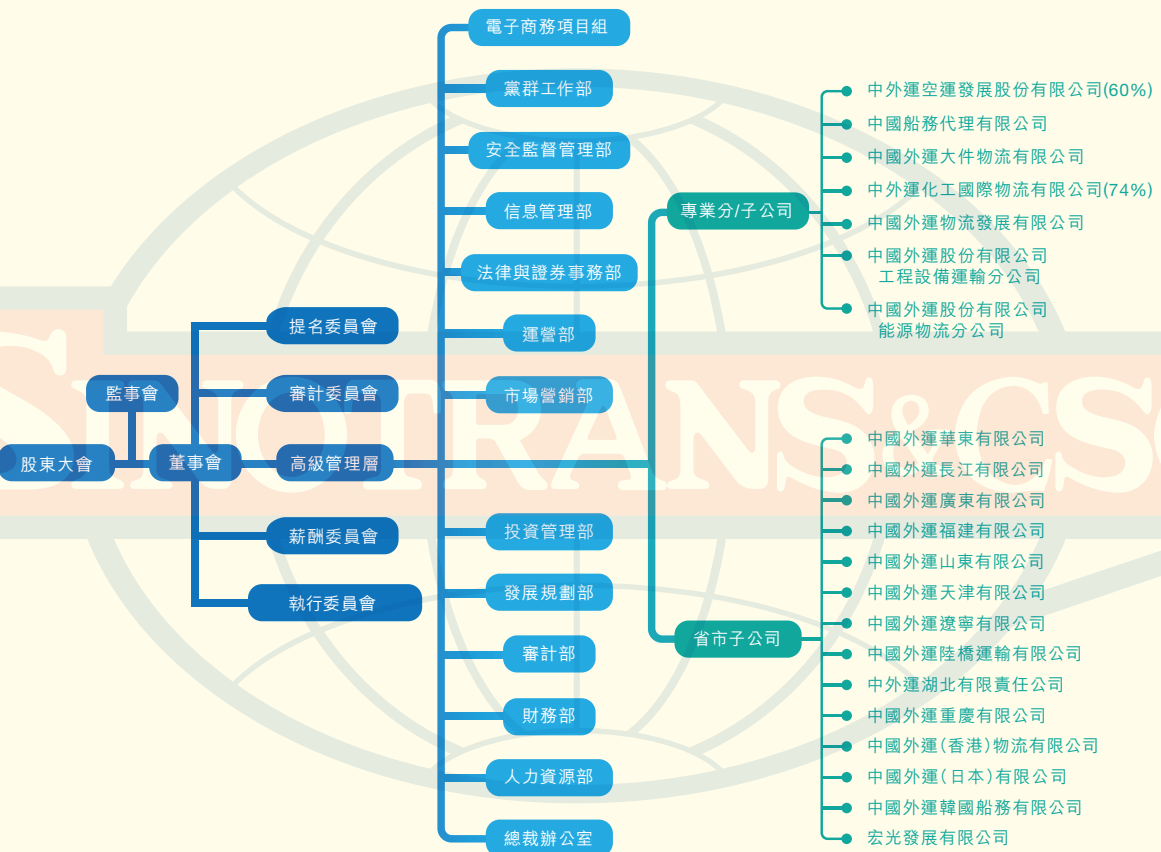 電子商務項目組
黨群工作部
安全監督管理部
信息管理部
法律與證券事務部
運營部
市場營銷部
投資管理部
發展規劃部
審計部
財務部
人力資源部
總裁辦公室
提名委員會
審計委員會
監事會
股東大會
董事會
高級管理層
薪酬委員會
執行委員會
專業分/子公司
中外運空運發展股份有限公司(60%)
中國船務代理有限公司
中國外運大件物流有限公司
中外運化工國際物流有限公司(74%)
中國外運物流發展有限公司
中國外運股份有限公司
工程設備運輸分公司
中國外運股份有限公司
能源物流分公司
省市子公司
中國外運華東有限公司
中國外運長江有限公司
中國外運廣東有限公司
中國外運福建有限公司
中國外運山東有限公司
中國外運天津有限公司
中國外運遼寧有限公司
中國外運陸橋運輸有限公司
中外運湖北有限責任公司
中國外運重慶有限公司
中國外運(香港)物流有限公司
中國外運(日本)有限公司
中國外運韓國船務有限公司
宏光發展有限公司
SINOTRANS&CSC